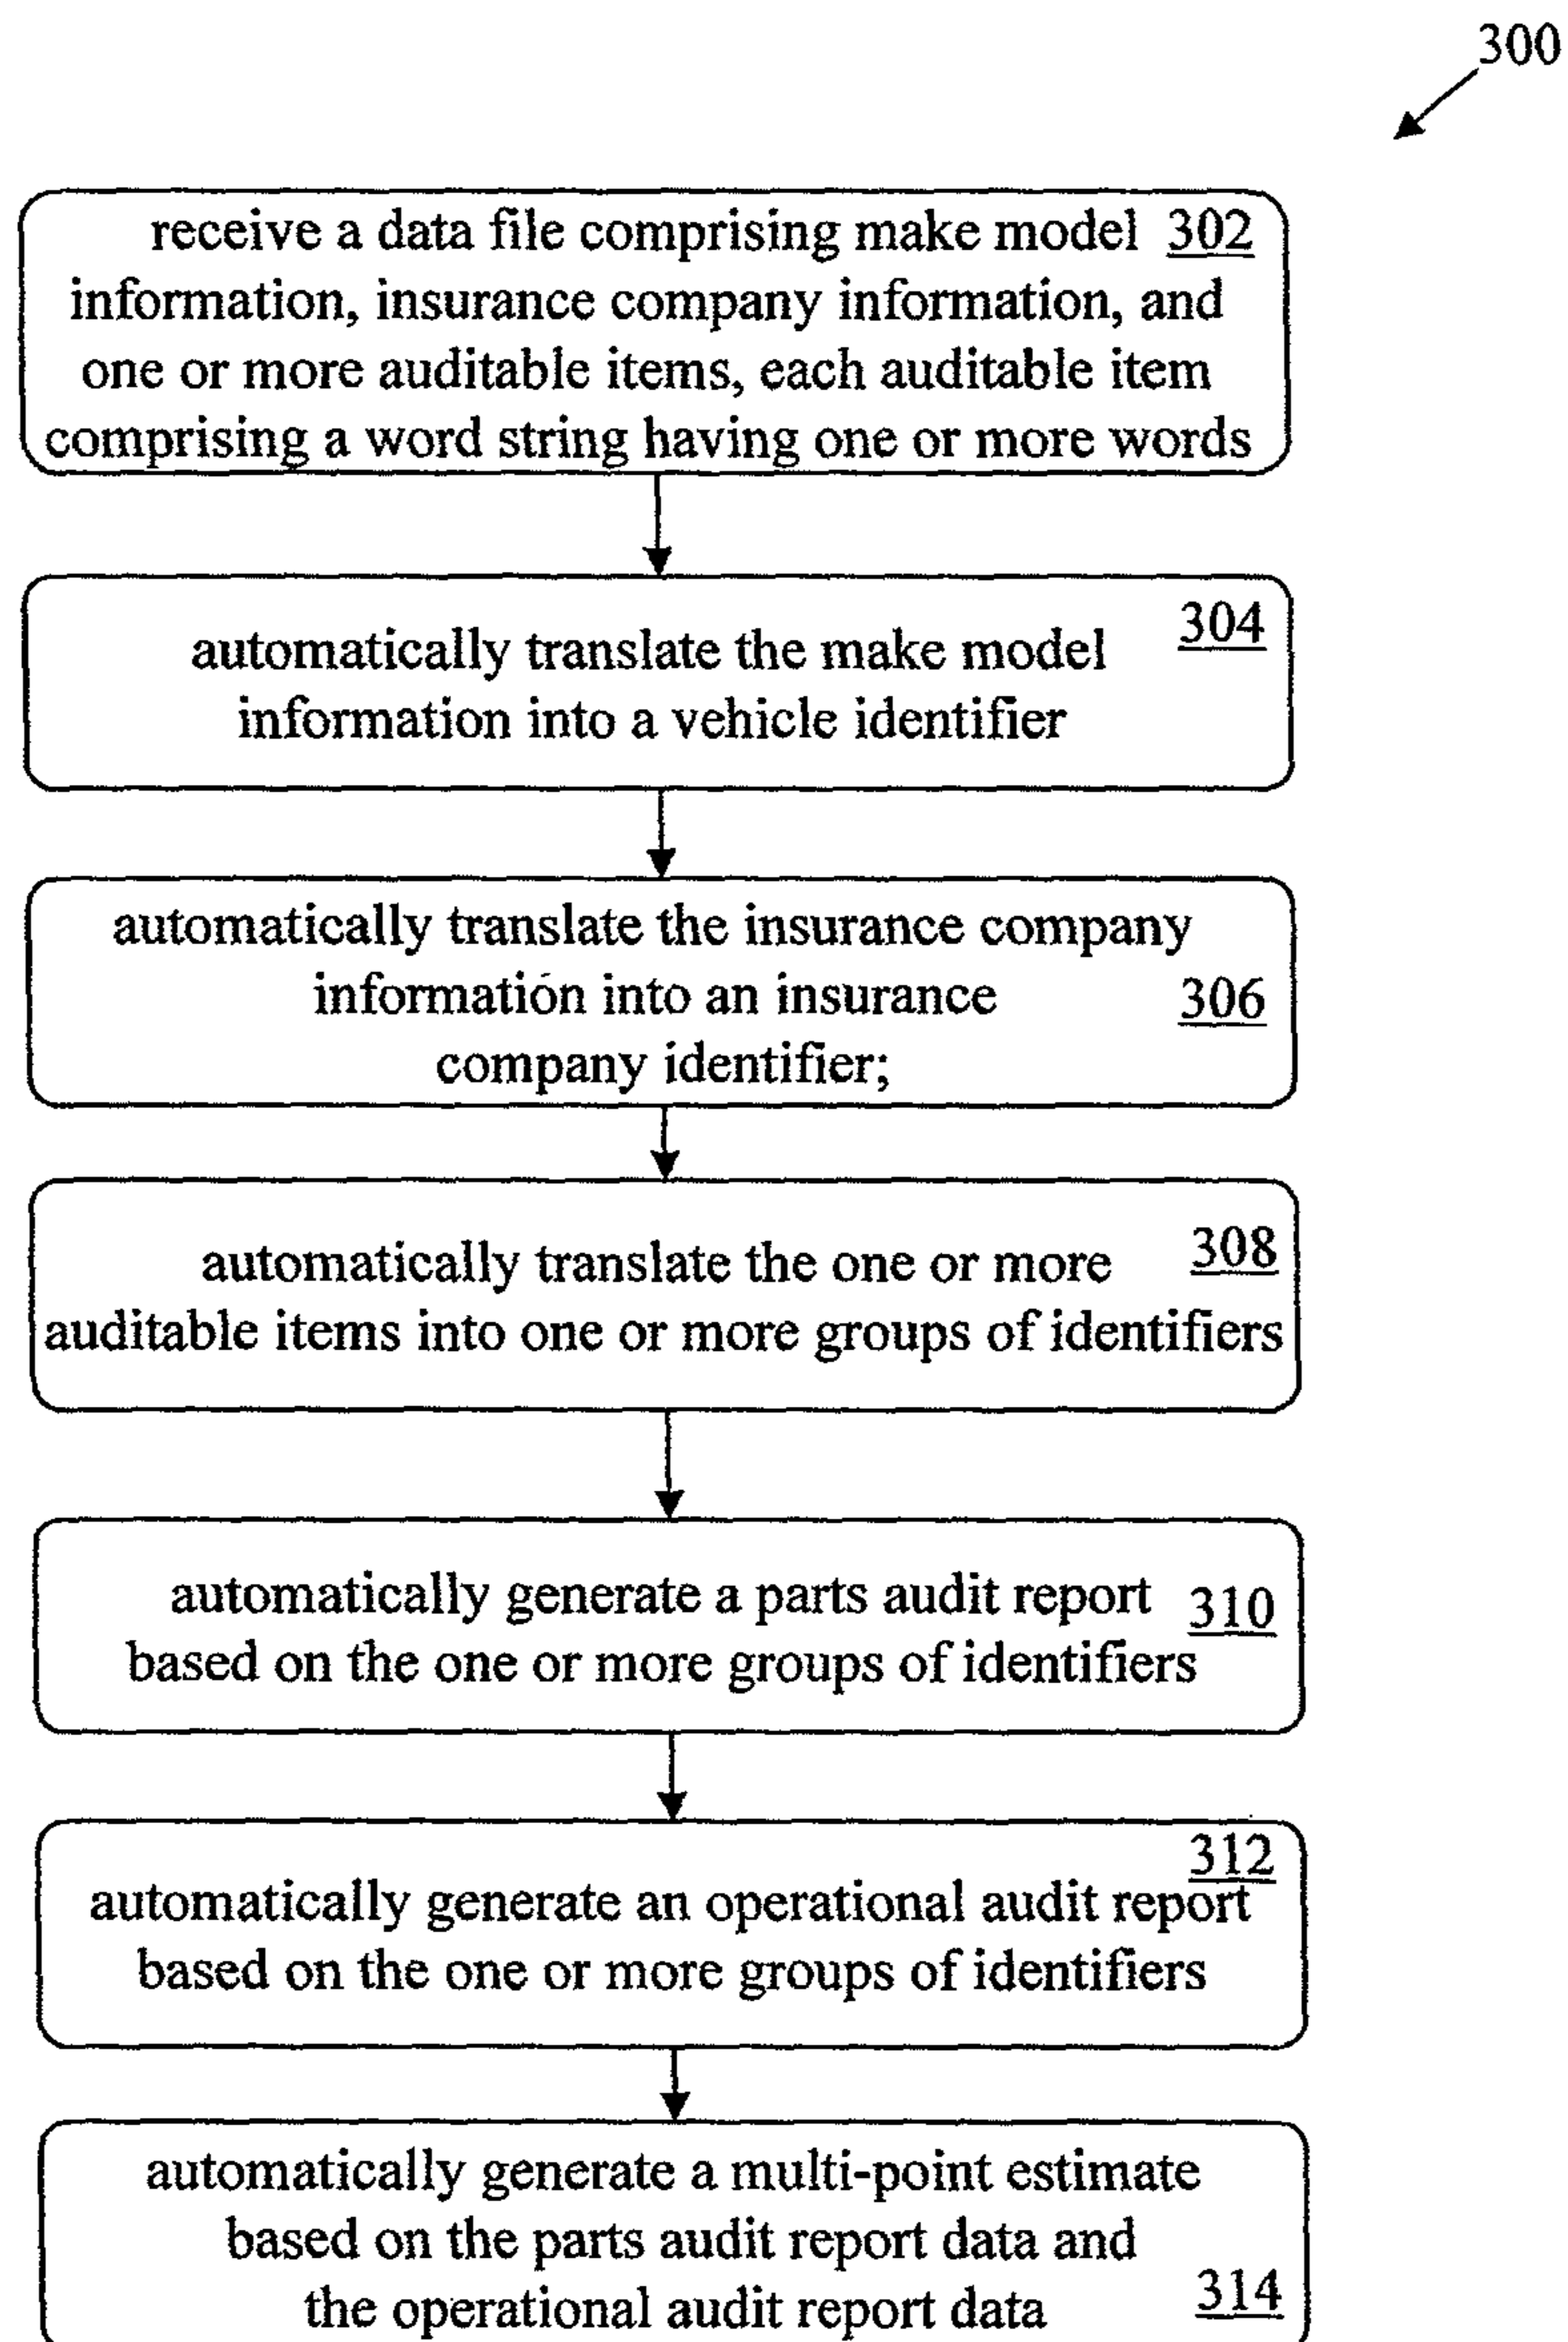 300
receive a data file comprising make model 302
information, insurance company information, and
one or more auditable items, each auditable item
comprising a word string having one or more words
automatically translate the make model 304
information into a vehicle identifier
automatically translate the insurance company
information into an insurance 306
company identifier;
automatically translate the one or more 308
auditable items into one or more groups of identifiers
automatically generate a parts audit report 310
based on the one or more groups of identifiers
312
automatically generate an operational audit report
based on the one or more groups of identifiers
automatically generate a multi-point estimate
based on the parts audit report data and
the operational audit report data 314